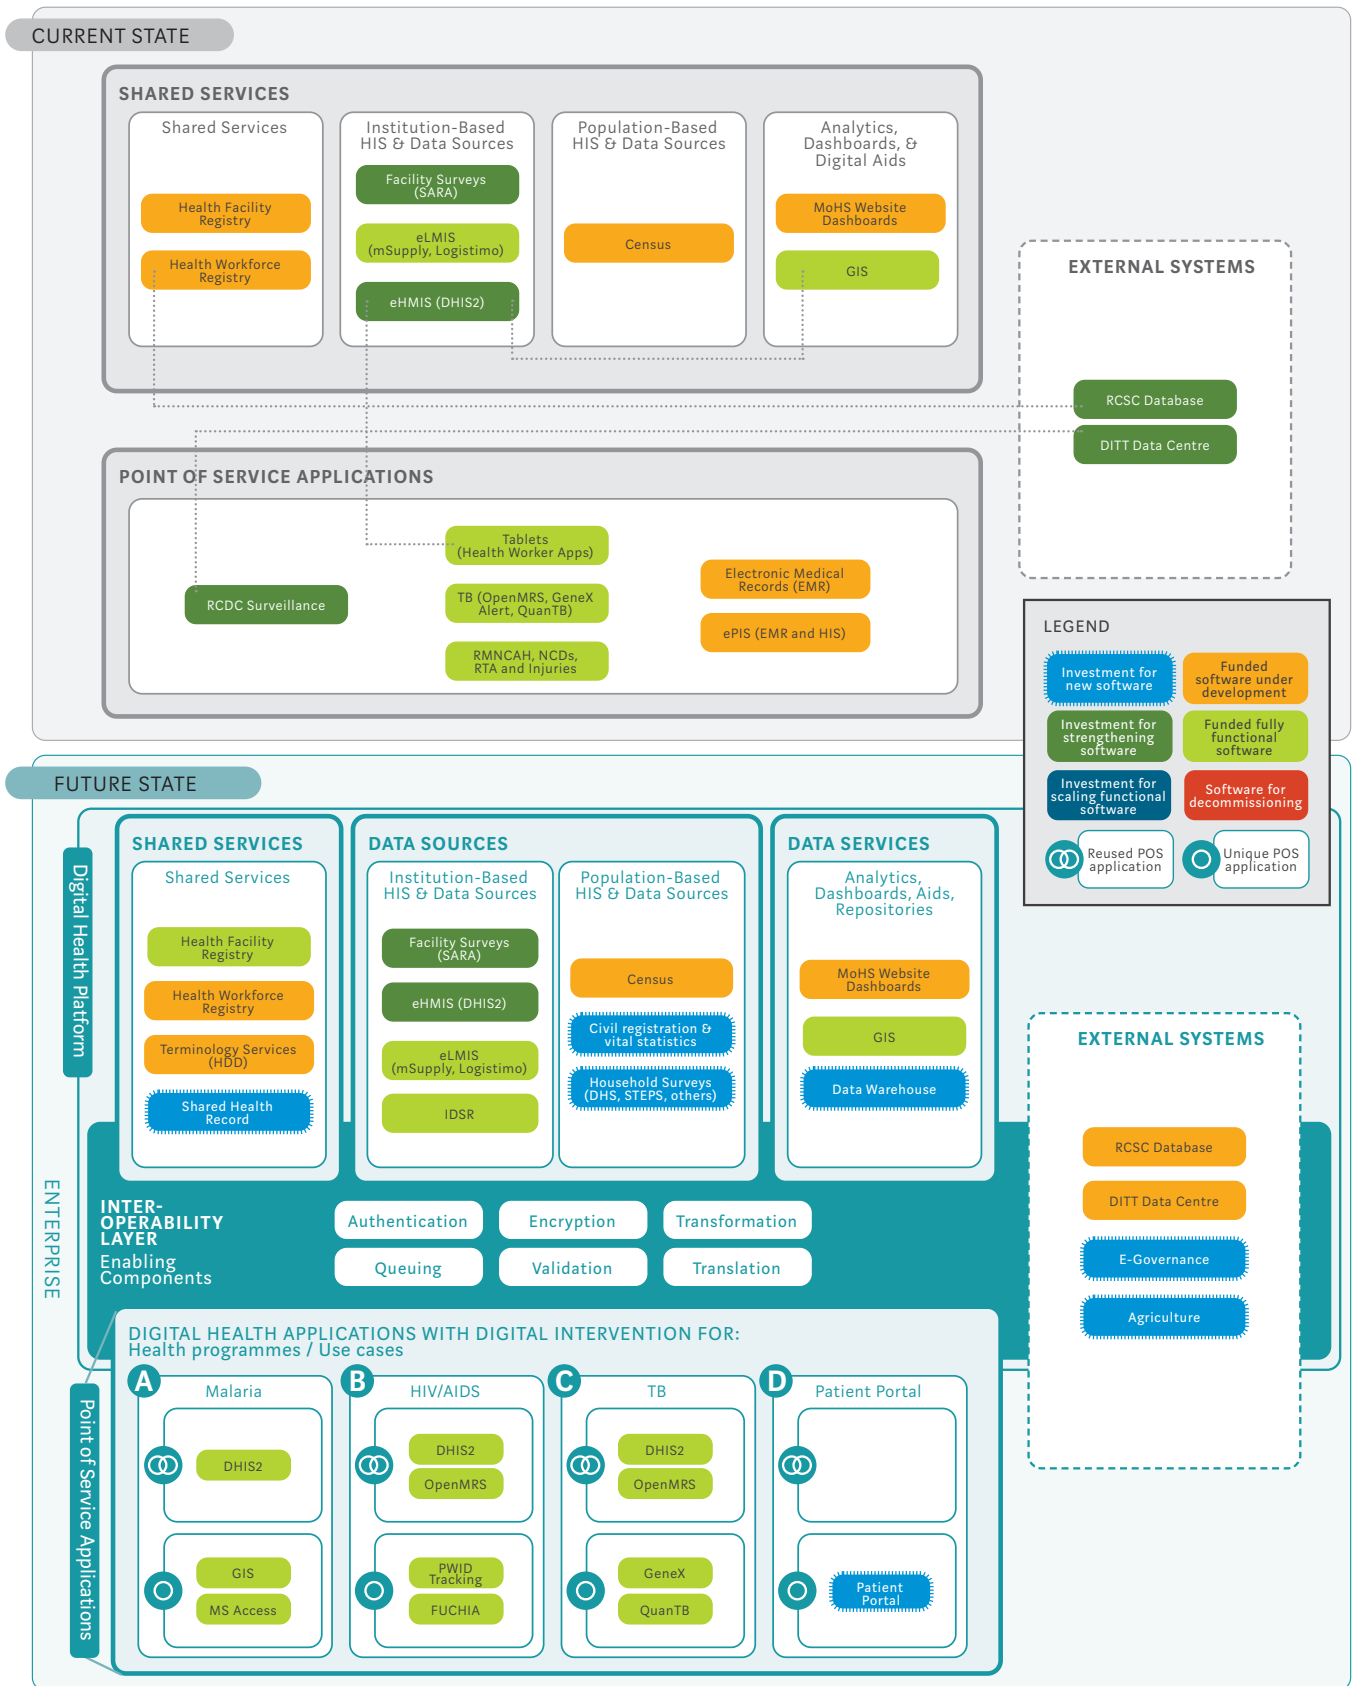 CURRENT STATE
SHARED SERVICES
Shared Services
Health Facility
Registry
Health Workforce
Registry
Institution-Based
HIS & Data Sources
Facility Surveys
(SARA)
eLMIS
(mSupply, Logistimo)
eHMIS (DHIS2)
Population-Based
HIS & Data Sources
Census
Analytics,
Dashboards, &
Digital Aids
MoHS Website
Dashboards
GIS
EXTERNAL SYSTEMS
RCSC Database
DITT Data Centre
POINT OF SERVICE APPLICATIONS
RCDC Surveillance
Tablets
(Health Worker Apps)
TB (OpenMRS, GeneX
Alert, QuanTB)
RMNCAH, NCDs,
RTA and Injuries
Electronic Medical
Records (EMR)
ePIS (EMR and HIS)
LEGEND
Investment for
new software
Funded
software under
development
Investment for
strengthening
software
Funded fully
functional
software
Investment for
scaling functional
software
Software for
decommissioning
Reused POS
application
Unique POS
application
FUTURE STATE
ENTERPRISE
Digital Health Platform
SHARED SERVICES
Shared Services
Health Facility
Registry
Health Workforce
Registry
Terminology Services
(HDD)
Shared Health
Record
DATA SOURCES
Institution-Based
HIS & Data Sources
Facility Surveys
(SARA)
eHMIS (DHIS2)
eLMIS
(mSupply, Logistimo)
IDSR
Population-Based
HIS & Data Sources
Census
Civil registration &
vital statistics
Household Surveys
(DHS, STEPS, others)
DATA SERVICES
Analytics,
Dashboards, Aids,
Repositories
MoHS Website
Dashboards
GIS
Data Warehouse
EXTERNAL SYSTEMS
RCSC Database
DITT Data Centre
E-Governance
Agriculture
INTER-
OPERABILITY
LAYER
Enabling
Components
Authentication
Encryption
Transformation
Queuing
Validation
Translation
Point of Service Applications
DIGITAL HEALTH APPLICATIONS WITH DIGITAL INTERVENTION FOR:
Health programmes / Use cases
A
Malaria
DHIS2
GIS
MS Access
B
HIV/AIDS
DHIS2
OpenMRS
PWID
Tracking
FUCHIA
C
TB
DHIS2
OpenMRS
GeneX
QuanTB
D
Patient Portal
Patient
Portal